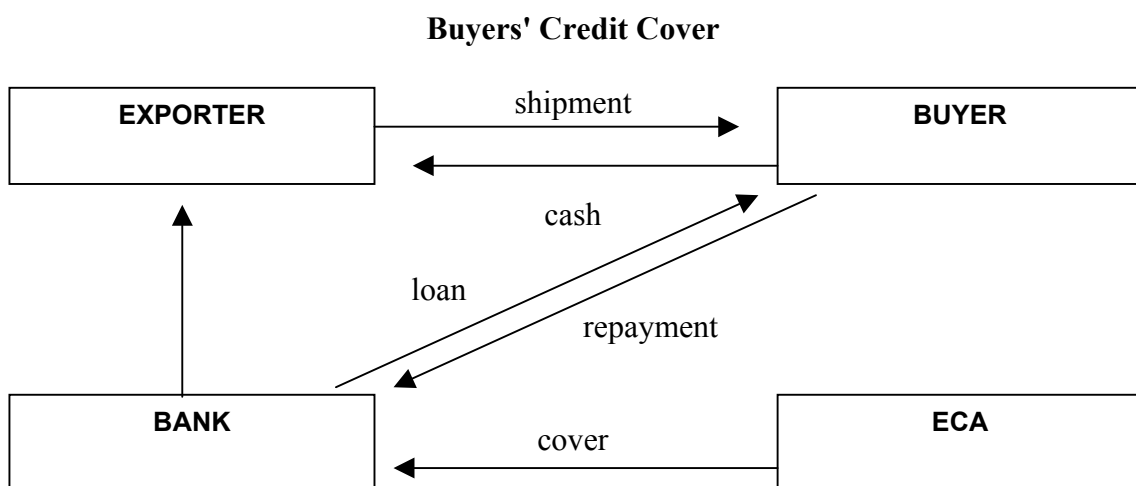 Buyers' Credit Cover
EXPORTER
shipment
BUYER
cash
loan
repayment
BANK
cover
ECA